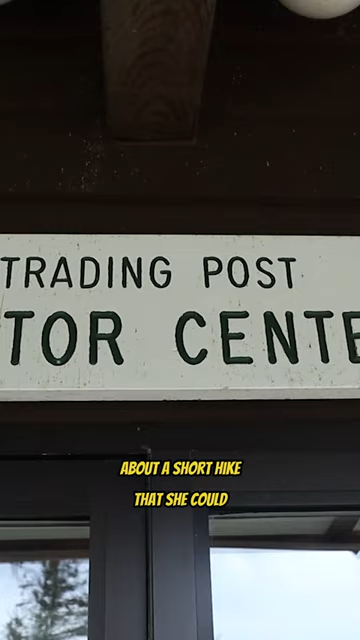 TRADING POST
TOR CENTE
ABOUT A SHORT HIKE
THAT SHE COULD